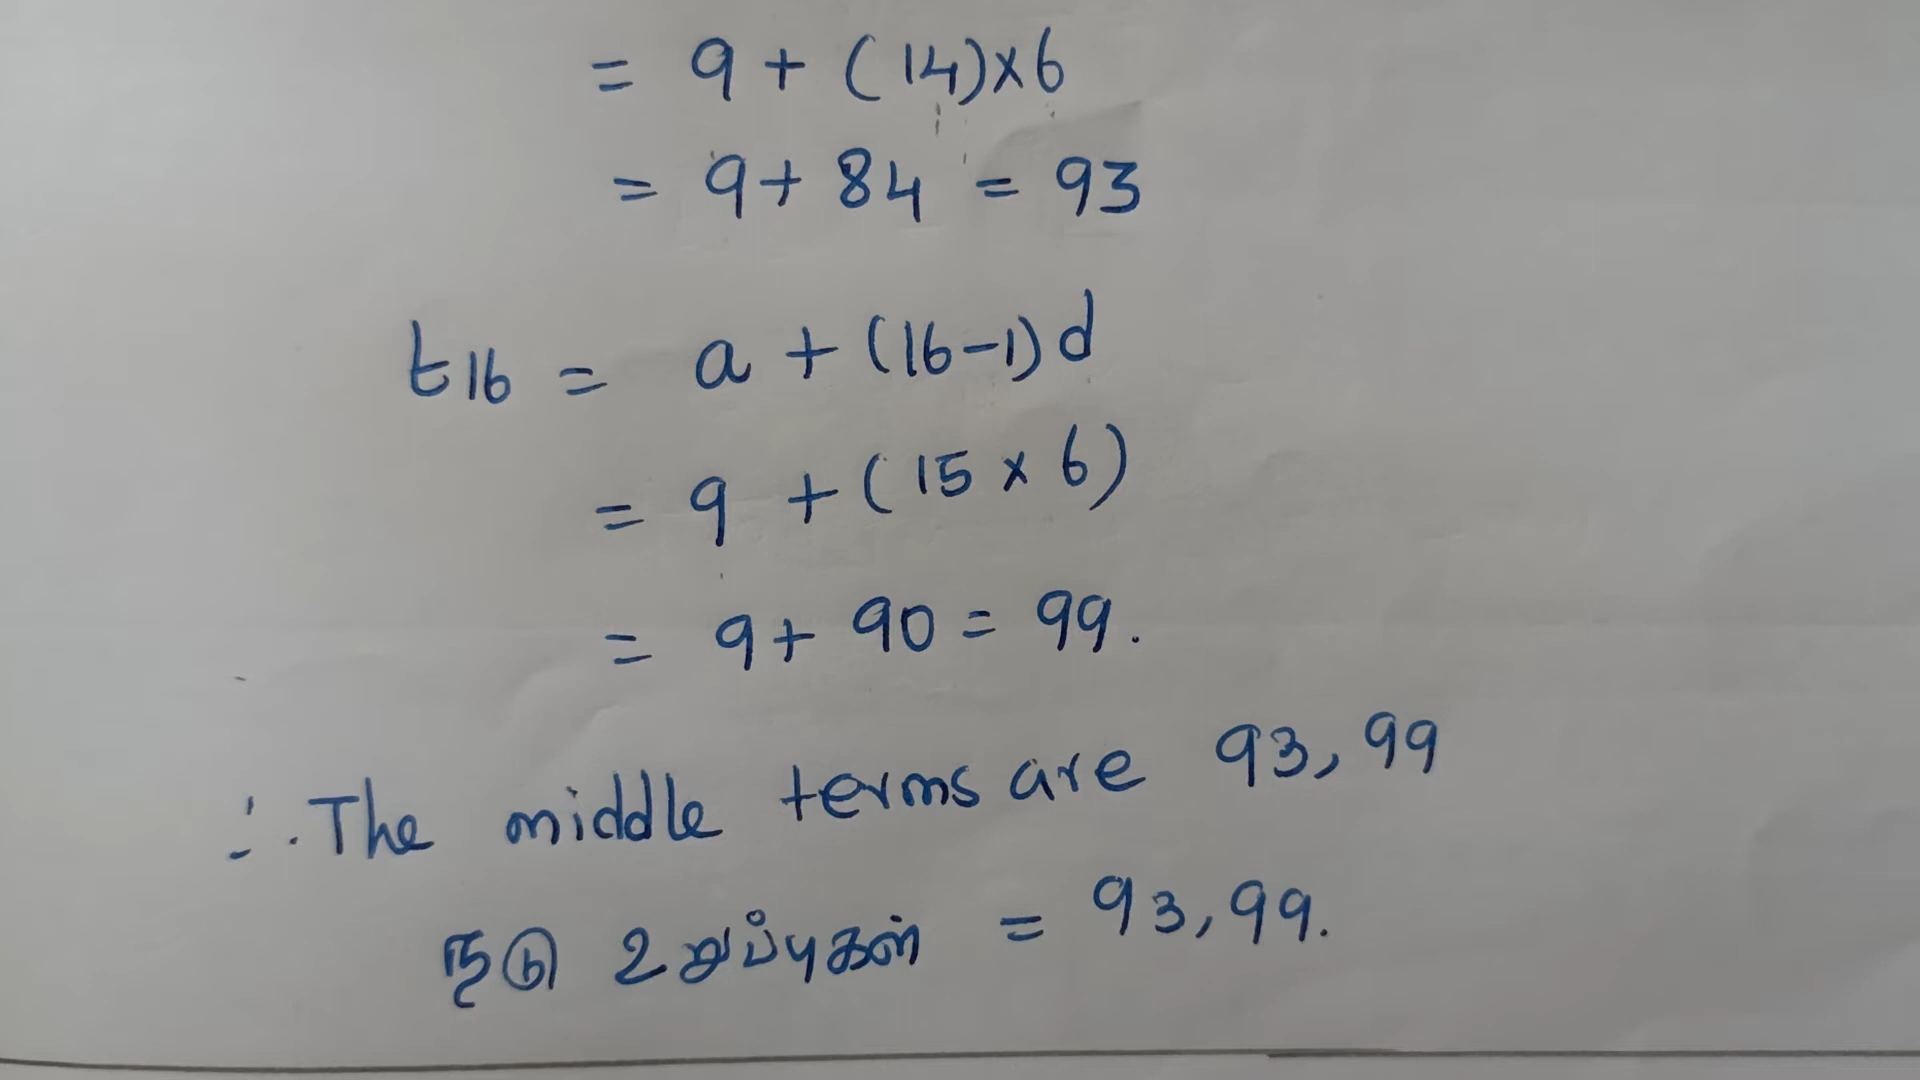 = 9 + (14)×6
= 9 + 84 = 93
t16 = a + (16-1)d
= 9 + (15 × 6)
= 9 + 90 = 99.
∴ The middle terms are 93, 99
நடு உறுப்புகள் = 93, 99.